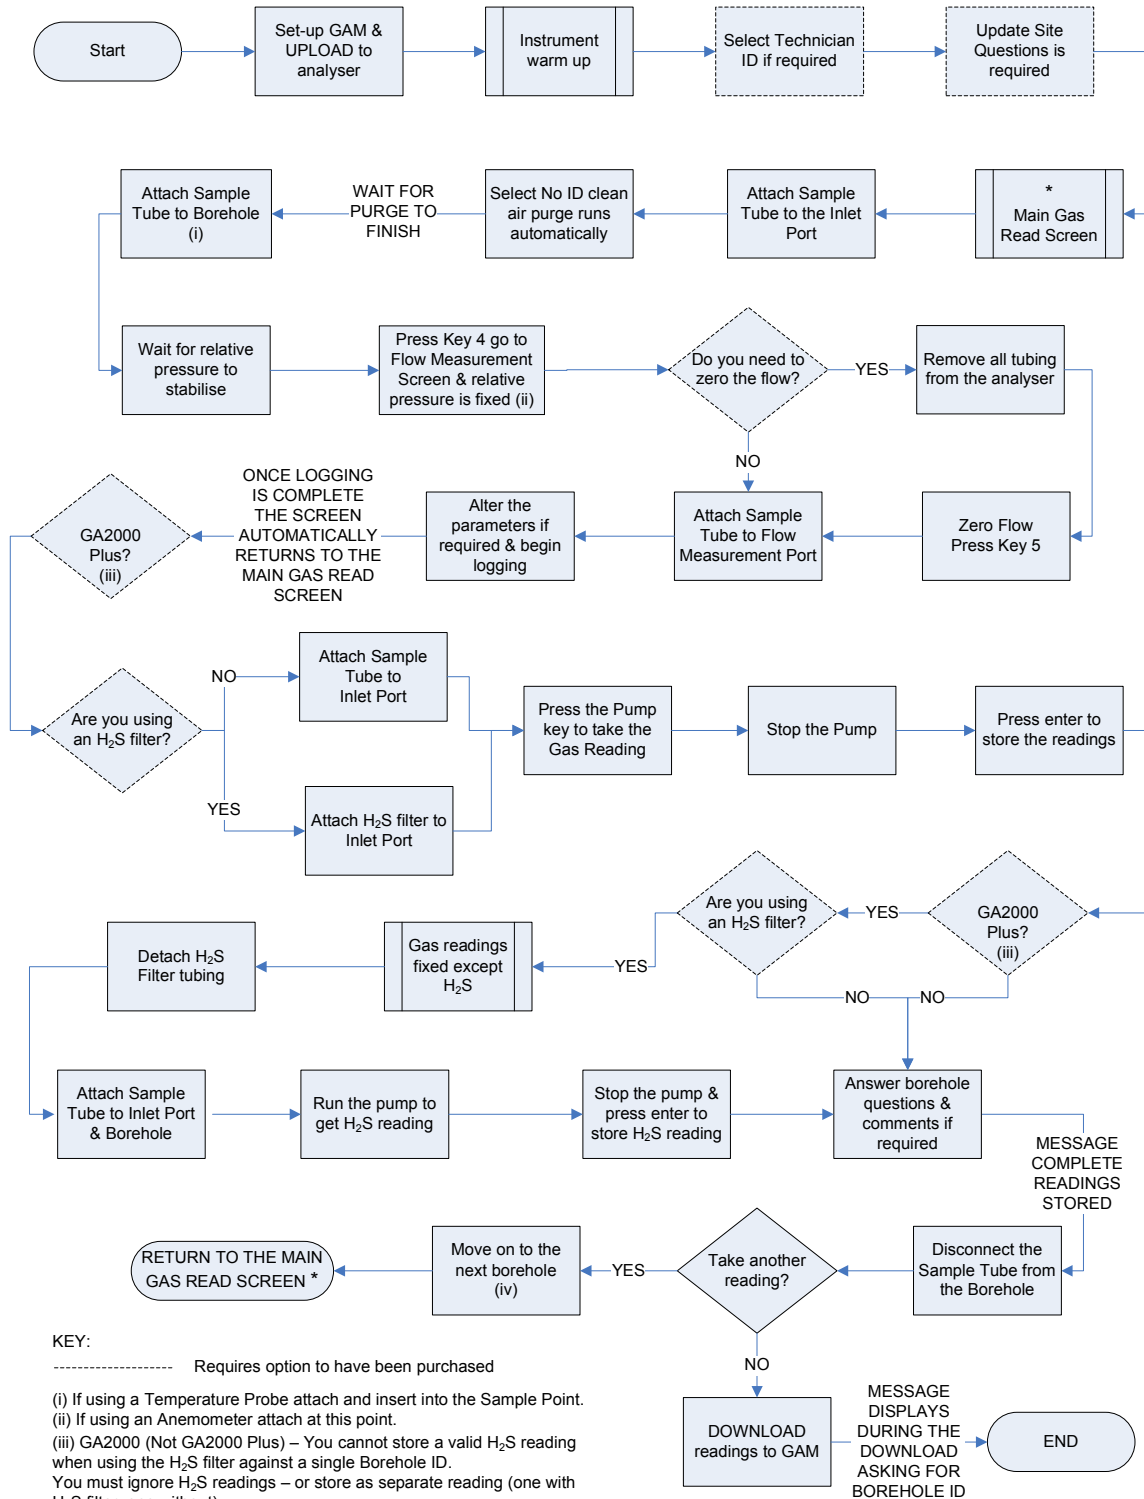 Start
Set-up GAM &
UPLOAD to
analyser
Instrument
warm up
Select Technician
ID if required
Update Site
Questions is
required
*
Main Gas
Read Screen
Attach Sample
Tube to the Inlet
Port
Select No ID clean
air purge runs
automatically
WAIT FOR
PURGE TO
FINISH
Attach Sample
Tube to Borehole
(i)
Wait for relative
pressure to
stabilise
Press Key 4 go to
Flow Measurement
Screen & relative
pressure is fixed (ii)
Do you need to
zero the flow?
YES
Remove all tubing
from the analyser
NO
Zero Flow
Press Key 5
Attach Sample
Tube to Flow
Measurement Port
Alter the
parameters if
required & begin
logging
ONCE LOGGING
IS COMPLETE
THE SCREEN
AUTOMATICALLY
RETURNS TO THE
MAIN GAS READ
SCREEN
GA2000
Plus?
(iii)
Are you using
an H₂S filter?
NO
Attach Sample
Tube to
Inlet Port
YES
Attach H₂S filter to
Inlet Port
Press the Pump
key to take the
Gas Reading
Stop the Pump
Press enter to
store the readings
GA2000
Plus?
(iii)
YES
Are you using
an H₂S filter?
NO
NO
YES
Gas readings
fixed except
H₂S
Detach H₂S
Filter tubing
Attach Sample
Tube to Inlet Port
& Borehole
Run the pump to
get H₂S reading
Stop the pump &
press enter to
store H₂S reading
Answer borehole
questions &
comments if
required
MESSAGE
COMPLETE
READINGS
STORED
Disconnect the
Sample Tube from
the Borehole
Take another
reading?
YES
Move on to the
next borehole
(iv)
RETURN TO THE MAIN
GAS READ SCREEN *
NO
DOWNLOAD
readings to GAM
MESSAGE
DISPLAYS
DURING THE
DOWNLOAD
ASKING FOR
BOREHOLE ID
END
KEY:
------------------- Requires option to have been purchased
(i) If using a Temperature Probe attach and insert into the Sample Point.
(ii) If using an Anemometer attach at this point.
(iii) GA2000 (Not GA2000 Plus) – You cannot store a valid H₂S reading
when using the H₂S filter against a single Borehole ID.
You must ignore H₂S readings – or store as separate reading (one with